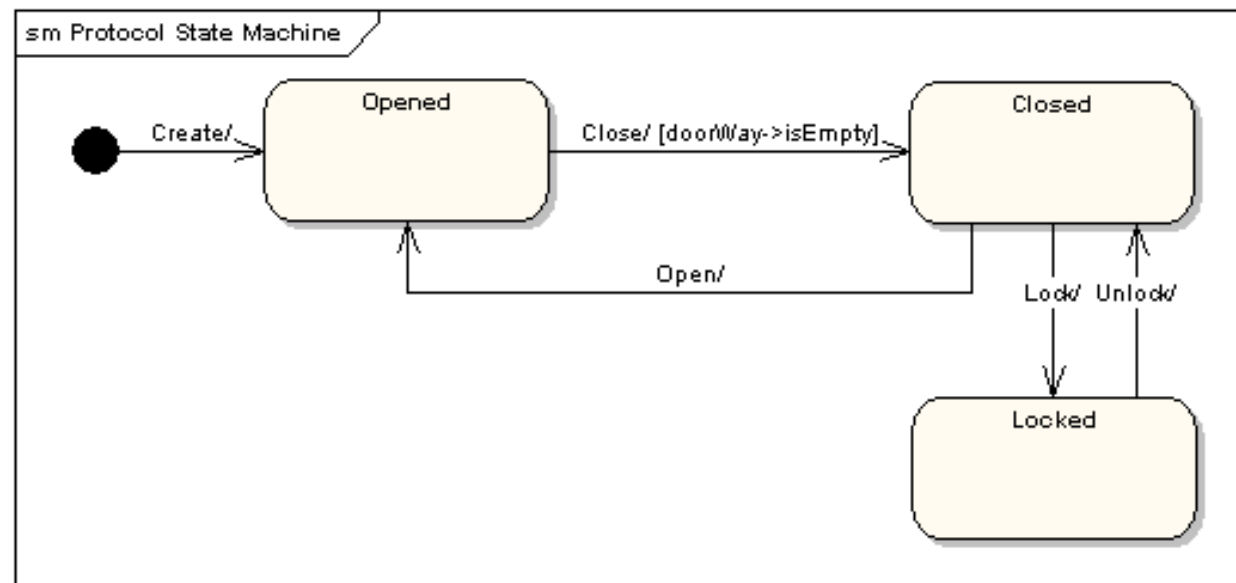 sm Protocol State Machine
Opened
Closed
Create/
Close/ [doorWay->isEmpty]
Open/
Lock/
Unlock/
Locked